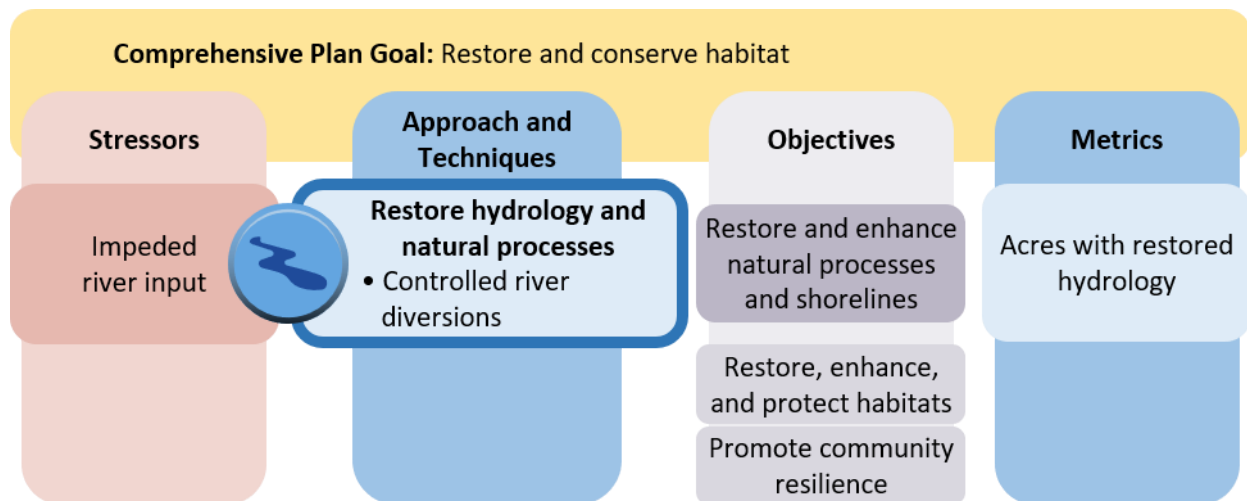 Comprehensive Plan Goal: Restore and conserve habitat
Stressors
Impeded
river input
Approach and
Techniques
Restore hydrology and
natural processes
• Controlled river
diversions
Objectives
Restore and enhance
natural processes
and shorelines
Restore, enhance,
and protect habitats
Promote community
resilience
Metrics
Acres with restored
hydrology